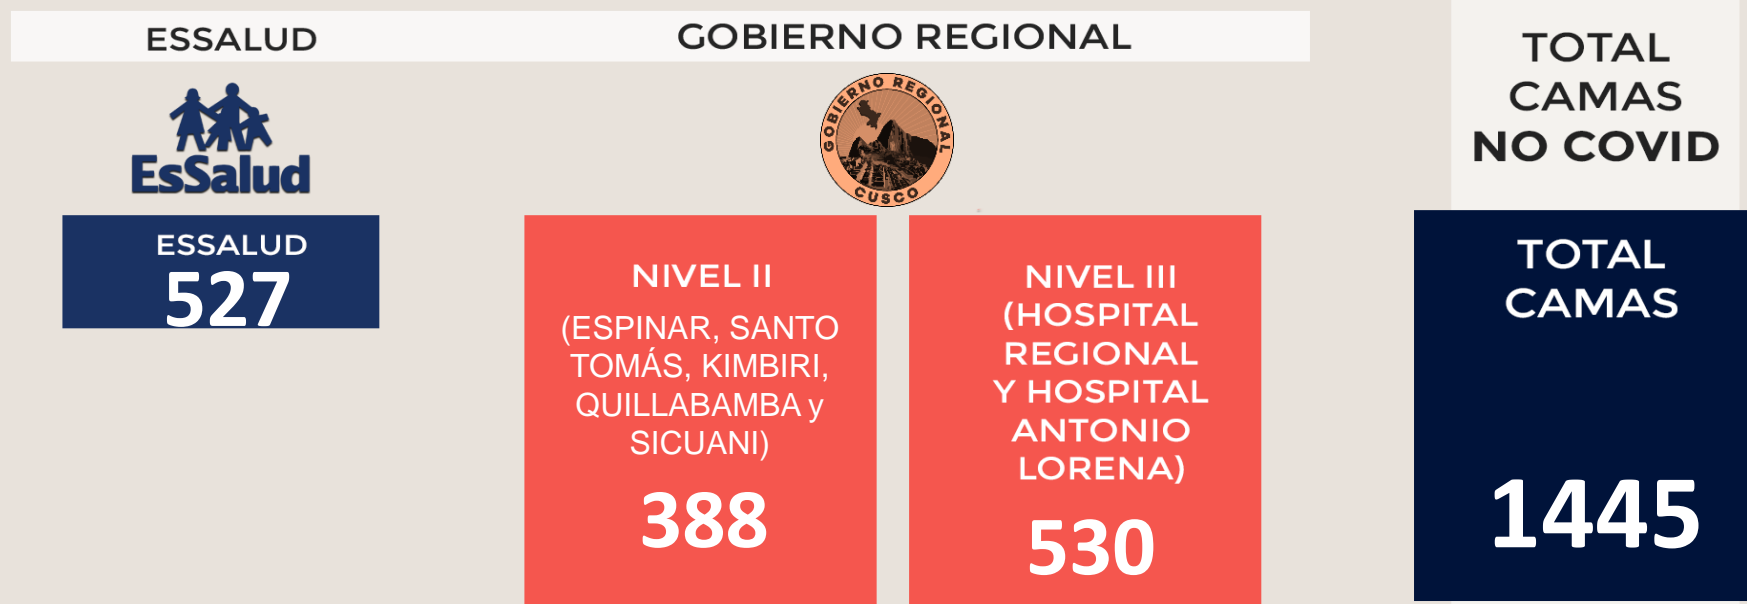 ESSALUD
GOBIERNO REGIONAL
EsSalud
GOBIERNO REGIONAL
CUSCO
ESSALUD
527
NIVEL II
(ESPINAR, SANTO
TOMÁS, KIMBIRI,
QUILLABAMBA y
SICUANI)
388
NIVEL III
(HOSPITAL
REGIONAL
Y HOSPITAL
ANTONIO
LORENA)
530
TOTAL
CAMAS
NO COVID
TOTAL
CAMAS
1445